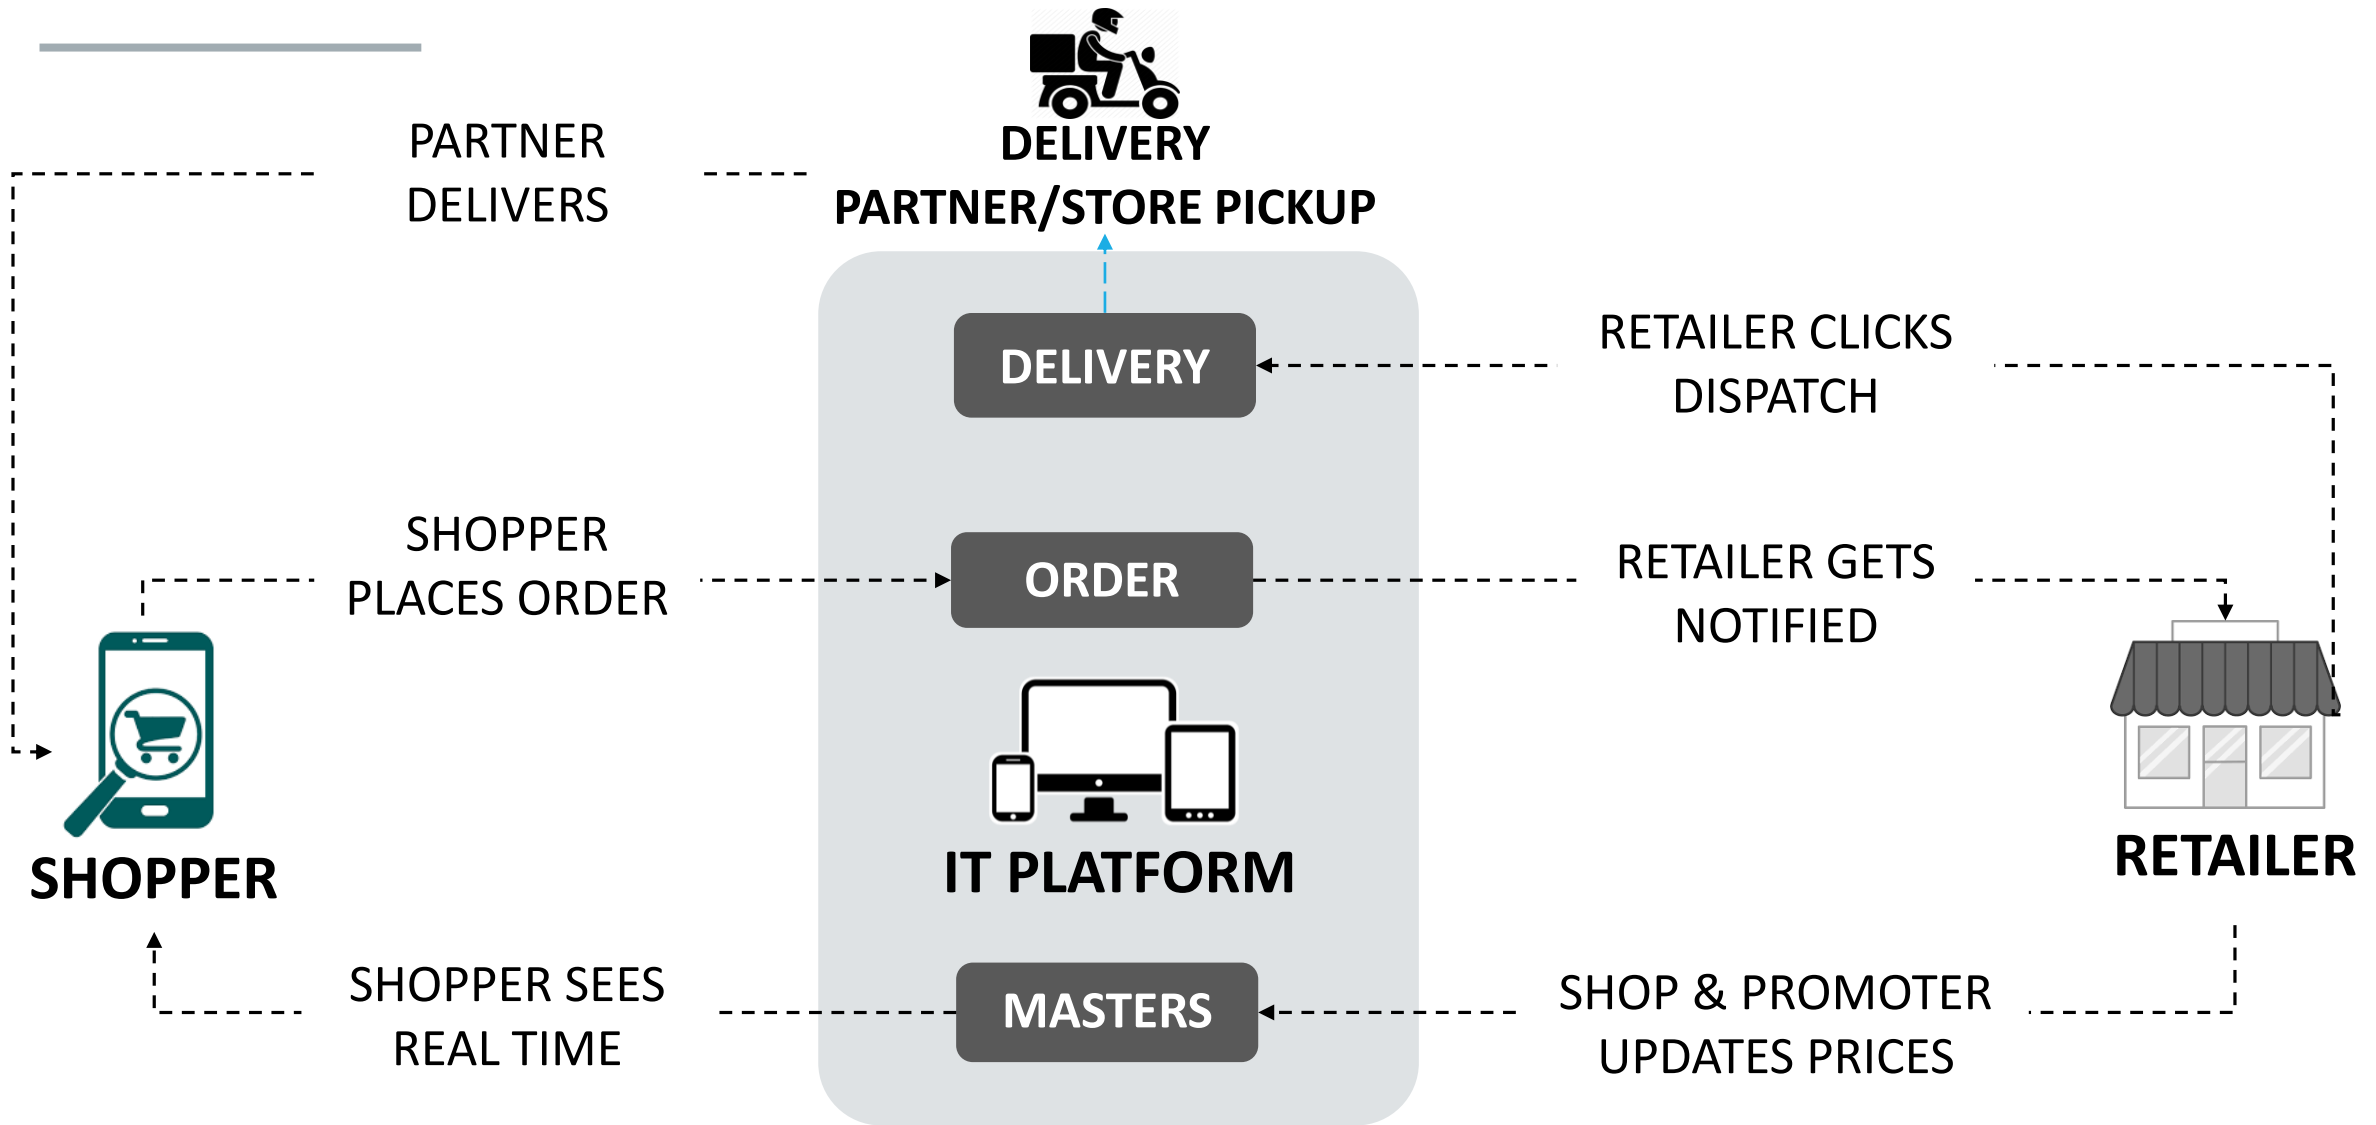 PARTNER
DELIVERS
DELIVERY
PARTNER/STORE PICKUP
DELIVERY
RETAILER CLICKS
DISPATCH
SHOPPER
PLACES ORDER
ORDER
RETAILER GETS
NOTIFIED
SHOPPER
IT PLATFORM
RETAILER
SHOPPER SEES
REAL TIME
MASTERS
SHOP & PROMOTER
UPDATES PRICES